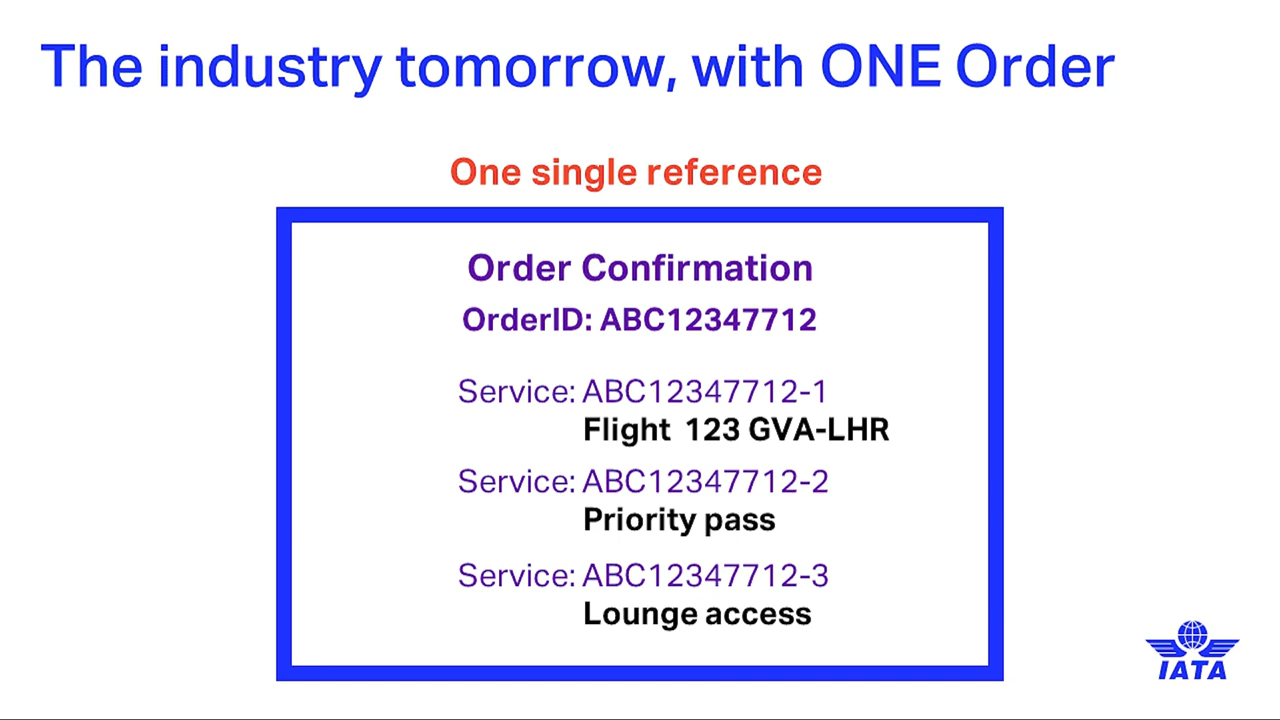 The industry tomorrow, with ONE Order
One single reference
Order Confirmation
OrderID: ABC12347712
Service: ABC12347712-1
Flight 123 GVA-LHR
Service: ABC12347712-2
Priority pass
Service: ABC12347712-3
Lounge access
IATA